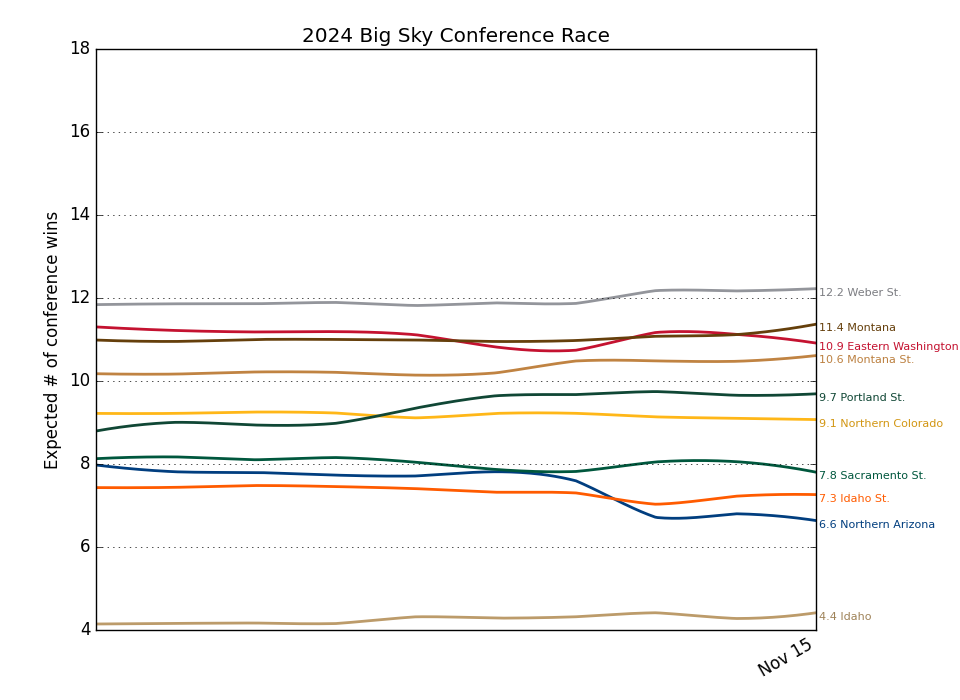 2024 Big Sky Conference Race
Expected # of conference wins
18
16
14
12
10
8
6
4
12.2 Weber St.
11.4 Montana
10.9 Eastern Washington
10.6 Montana St.
9.7 Portland St.
9.1 Northern Colorado
7.8 Sacramento St.
7.3 Idaho St.
6.6 Northern Arizona
4.4 Idaho
Nov 15